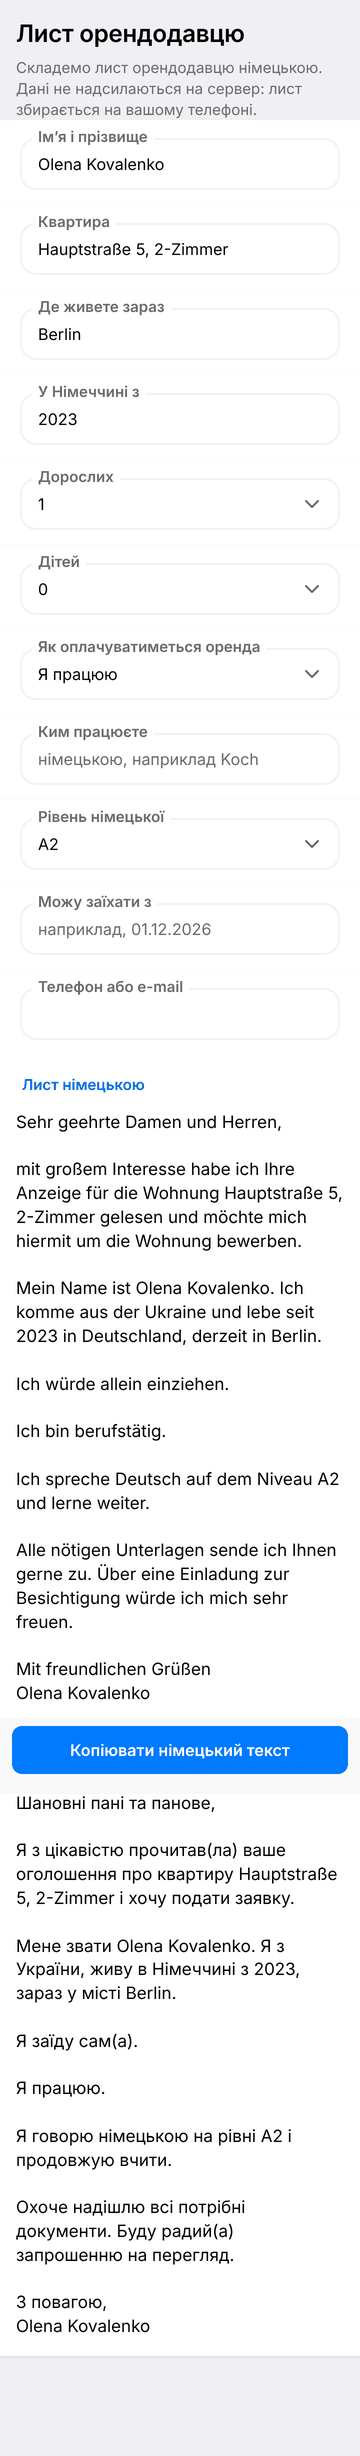 Лист орендодавцю
Складемо лист орендодавцю німецькою.
Дані не надсилаються на сервер: лист
збирається на вашому телефоні.
Ім’я і прізвище
Olena Kovalenko
Квартира
Hauptstraße 5, 2-Zimmer
Де живете зараз
Berlin
У Німеччині з
2023
Дорослих
1
Дітей
0
Як оплачуватиметься оренда
Я працюю
Ким працюєте
німецькою, наприклад Koch
Рівень німецької
A2
Можу заїхати з
наприклад, 01.12.2026
Телефон або e-mail
Лист німецькою
Sehr geehrte Damen und Herren,
mit großem Interesse habe ich Ihre
Anzeige für die Wohnung Hauptstraße 5,
2-Zimmer gelesen und möchte mich
hiermit um die Wohnung bewerben.
Mein Name ist Olena Kovalenko. Ich
komme aus der Ukraine und lebe seit
2023 in Deutschland, derzeit in Berlin.
Ich würde allein einziehen.
Ich bin berufstätig.
Ich spreche Deutsch auf dem Niveau A2
und lerne weiter.
Alle nötigen Unterlagen sende ich Ihnen
gerne zu. Über eine Einladung zur
Besichtigung würde ich mich sehr
freuen.
Mit freundlichen Grüßen
Olena Kovalenko
Копіювати німецький текст
Шановні пані та панове,
Я з цікавістю прочитав(ла) ваше
оголошення про квартиру Hauptstraße
5, 2-Zimmer і хочу подати заявку.
Мене звати Olena Kovalenko. Я з
України, живу в Німеччині з 2023,
зараз у місті Berlin.
Я заїду сам(а).
Я працюю.
Я говорю німецькою на рівні A2 і
продовжую вчити.
Охоче надішлю всі потрібні
документи. Буду радий(а)
запрошенню на перегляд.
З повагою,
Olena Kovalenko